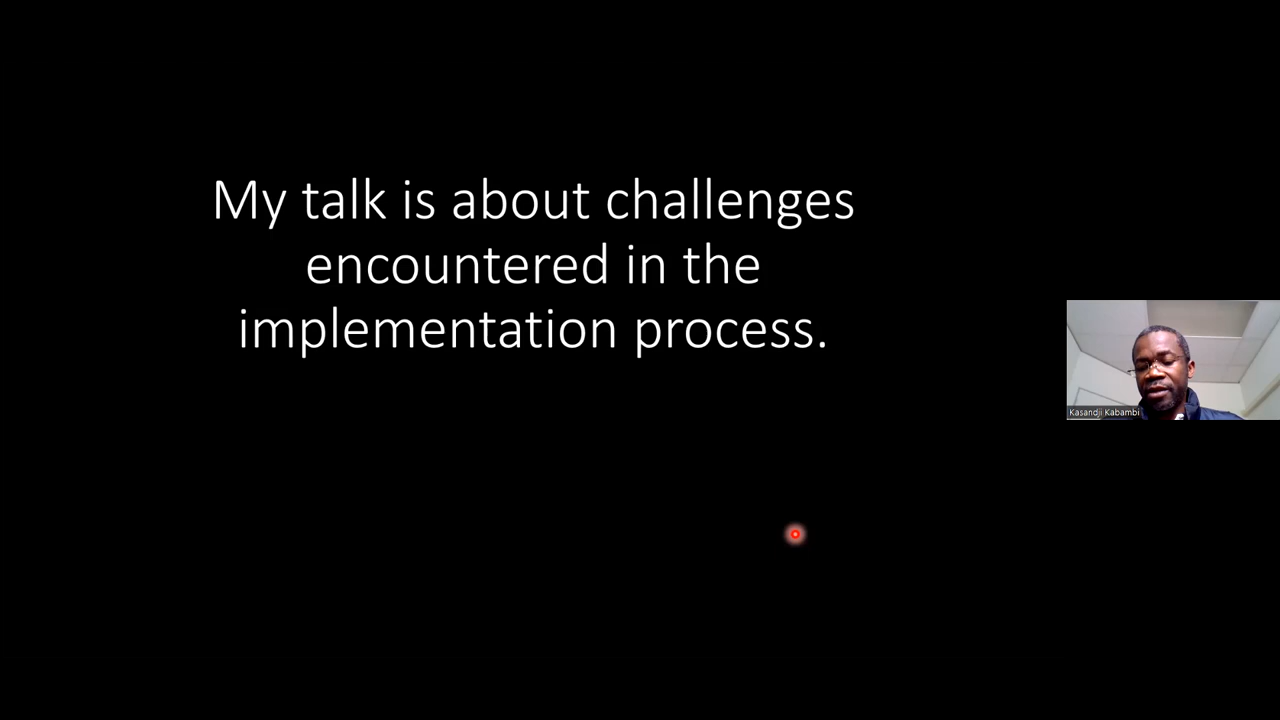 My talk is about challenges
encountered in the
implementation process.
Kasandji Kabambi